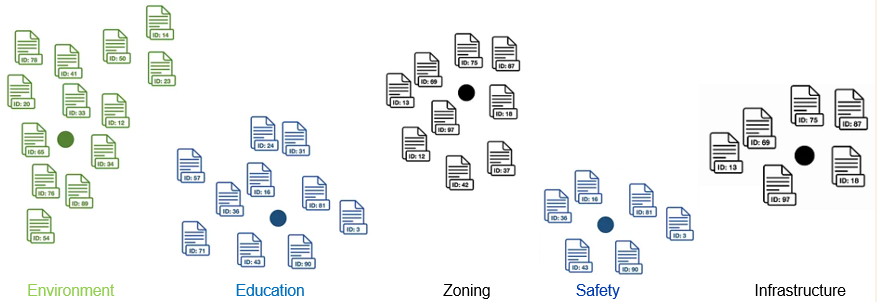 ID: 14
ID: 78
ID: 41
ID: 50
ID: 23
ID: 20
ID: 33
ID: 12
ID: 65
ID: 34
ID: 76
ID: 89
ID: 54
Environment
ID: 24
ID: 31
ID: 57
ID: 16
ID: 36
ID: 81
ID: 3
ID: 71
ID: 43
ID: 90
Education
ID: 75
ID: 87
ID: 69
ID: 13
ID: 18
ID: 97
ID: 12
ID: 37
ID: 42
Zoning
ID: 16
ID: 36
ID: 81
ID: 3
ID: 43
ID: 90
Safety
ID: 75
ID: 87
ID: 69
ID: 13
ID: 18
ID: 97
Infrastructure